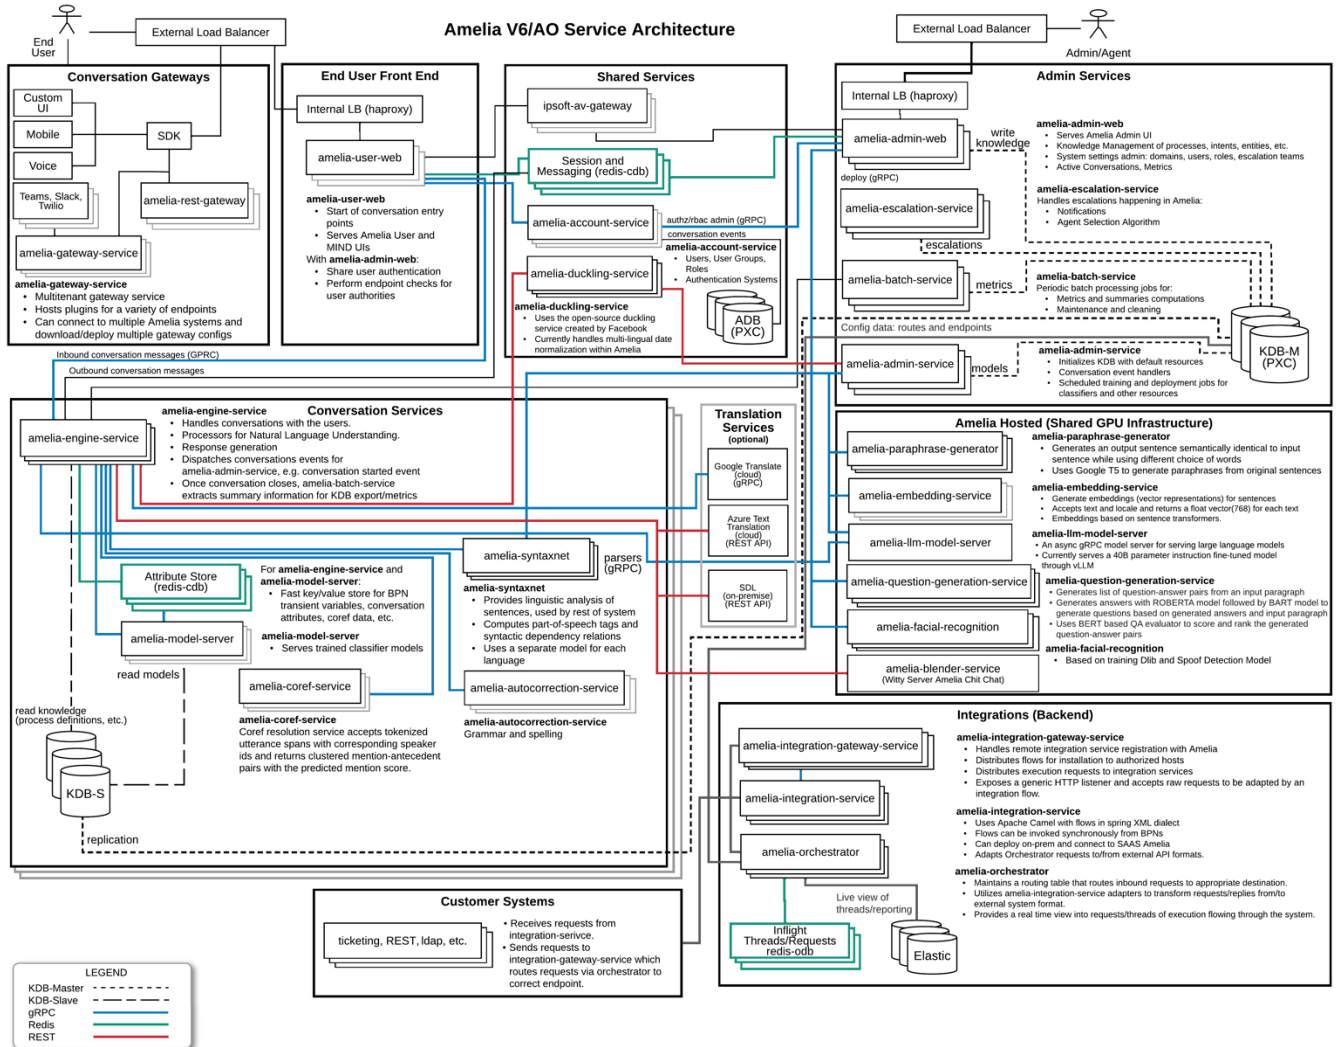 Amelia V6/AO Service Architecture
End
User
External Load Balancer
External Load Balancer
Admin/Agent
Conversation Gateways
Custom
UI
Mobile
Voice
SDK
Teams, Slack,
Twilio
amelia-rest-gateway
amelia-gateway-service
amelia-gateway-service
• Multitenant gateway service
• Hosts plugins for a variety of endpoints
• Can connect to multiple Amelia systems and
download/deploy multiple gateway configs
End User Front End
Internal LB (haproxy)
amelia-user-web
amelia-user-web
• Start of conversation entry
points
• Serves Amelia User and
MIND UIs
With amelia-admin-web:
• Share user authentication
• Perform endpoint checks for
user authorities
Shared Services
ipsoft-av-gateway
Session and
Messaging (redis-cdb)
amelia-account-service
authz/rbac admin (gRPC)
conversation events
amelia-account-service
• Users, User Groups,
Roles
• Authentication Systems
amelia-duckling-service
amelia-duckling-service
• Uses the open-source duckling
service created by Facebook
• Currently handles multi-lingual date
normalization within Amelia
ADB
(PXC)
Admin Services
Internal LB (haproxy)
amelia-admin-web
write
knowledge
deploy (gRPC)
amelia-admin-web
• Serves Amelia Admin UI
• Knowledge Management of processes, intents, entities, etc.
• System settings admin: domains, users, roles, escalation teams
• Active Conversations, Metrics
amelia-escalation-service
escalations
amelia-escalation-service
Handles escalations happening in Amelia:
• Notifications
• Agent Selection Algorithm
amelia-batch-service
metrics
amelia-batch-service
Periodic batch processing jobs for:
• Metrics and summaries computations
• Maintenance and cleaning
Config data: routes and endpoints
amelia-admin-service
models
amelia-admin-service
• Initializes KDB with default resources
• Conversation event handlers
• Scheduled training and deployment jobs for
classifiers and other resources
KDB-M
(PXC)
Inbound conversation messages (GPRC)
Outbound conversation messages
Conversation Services
amelia-engine-service
amelia-engine-service
• Handles conversations with the users.
• Processors for Natural Language Understanding.
• Response generation
• Dispatches conversations events for
amelia-admin-service, e.g. conversation started event
• Once conversation closes, amelia-batch-service
extracts summary information for KDB export/metrics
amelia-syntaxnet
parsers
(gRPC)
amelia-syntaxnet
• Provides linguistic analysis of
sentences, used by rest of system
• Computes part-of-speech tags and
syntactic dependency relations
• Uses a separate model for each
language
Attribute Store
(redis-cdb)
For amelia-engine-service and
amelia-model-server:
• Fast key/value store for BPN
transient variables, conversation
attributes, coref data, etc.
amelia-model-server
amelia-model-server
• Serves trained classifier models
read models
amelia-coref-service
amelia-coref-service
Coref resolution service accepts tokenized
utterance spans with corresponding speaker
ids and returns clustered mention-antecedent
pairs with the predicted mention score.
amelia-autocorrection-service
amelia-autocorrection-service
Grammar and spelling
read knowledge
(process definitions, etc.)
KDB-S
replication
Translation
Services
(optional)
Google Translate
(cloud)
(gRPC)
Azure Text
Translation
(cloud)
(REST API)
SDL
(on-premise)
(REST API)
Amelia Hosted (Shared GPU Infrastructure)
amelia-paraphrase-generator
amelia-paraphrase-generator
• Generates an output sentence semantically identical to input
sentence while using different choice of words
• Uses Google T5 to generate paraphrases from original sentences
amelia-embedding-service
amelia-embedding-service
• Generate embeddings (vector representations) for sentences
• Accepts text and locale and returns a float vector(768) for each text
• Embeddings based on sentence transformers.
amelia-llm-model-server
amelia-llm-model-server
• An async gRPC model server for serving large language models
• Currently serves a 40B parameter instruction fine-tuned model
through vLLM
amelia-question-generation-service
amelia-question-generation-service
• Generates list of question-answer pairs from an input paragraph
• Generates answers with ROBERTA model followed by BART model to
generate questions based on generated answers and input paragraph
• Uses BERT based QA evaluator to score and rank the generated
question-answer pairs
amelia-facial-recognition
amelia-facial-recognition
• Based on training Dlib and Spoof Detection Model
amelia-blender-service
(Witty Server Amelia Chit Chat)
Integrations (Backend)
amelia-integration-gateway-service
amelia-integration-gateway-service
• Handles remote integration service registration with Amelia
• Distributes flows for installation to authorized hosts
• Distributes execution requests to integration services
• Exposes a generic HTTP listener and accepts raw requests to be adapted by an
integration flow.
amelia-integration-service
amelia-integration-service
• Uses Apache Camel with flows in spring XML dialect
• Flows can be invoked synchronously from BPNs
• Can deploy on-prem and connect to SAAS Amelia
• Adapts Orchestrator requests to/from external API formats.
amelia-orchestrator
amelia-orchestrator
• Maintains a routing table that routes inbound requests to appropriate destination.
• Utilizes amelia-integration-service adapters to transform requests/replies from/to
external system format.
• Provides a real time view into requests/threads of execution flowing through the system.
Live view of
threads/reporting
Inflight
Threads/Requests
redis-odb
Elastic
Customer Systems
ticketing, REST, ldap, etc.
• Receives requests from
integration-serivce.
• Sends requests to
integration-gateway-service which
routes requests via orchestrator to
correct endpoint.
LEGEND
KDB-Master
KDB-Slave
gRPC
Redis
REST